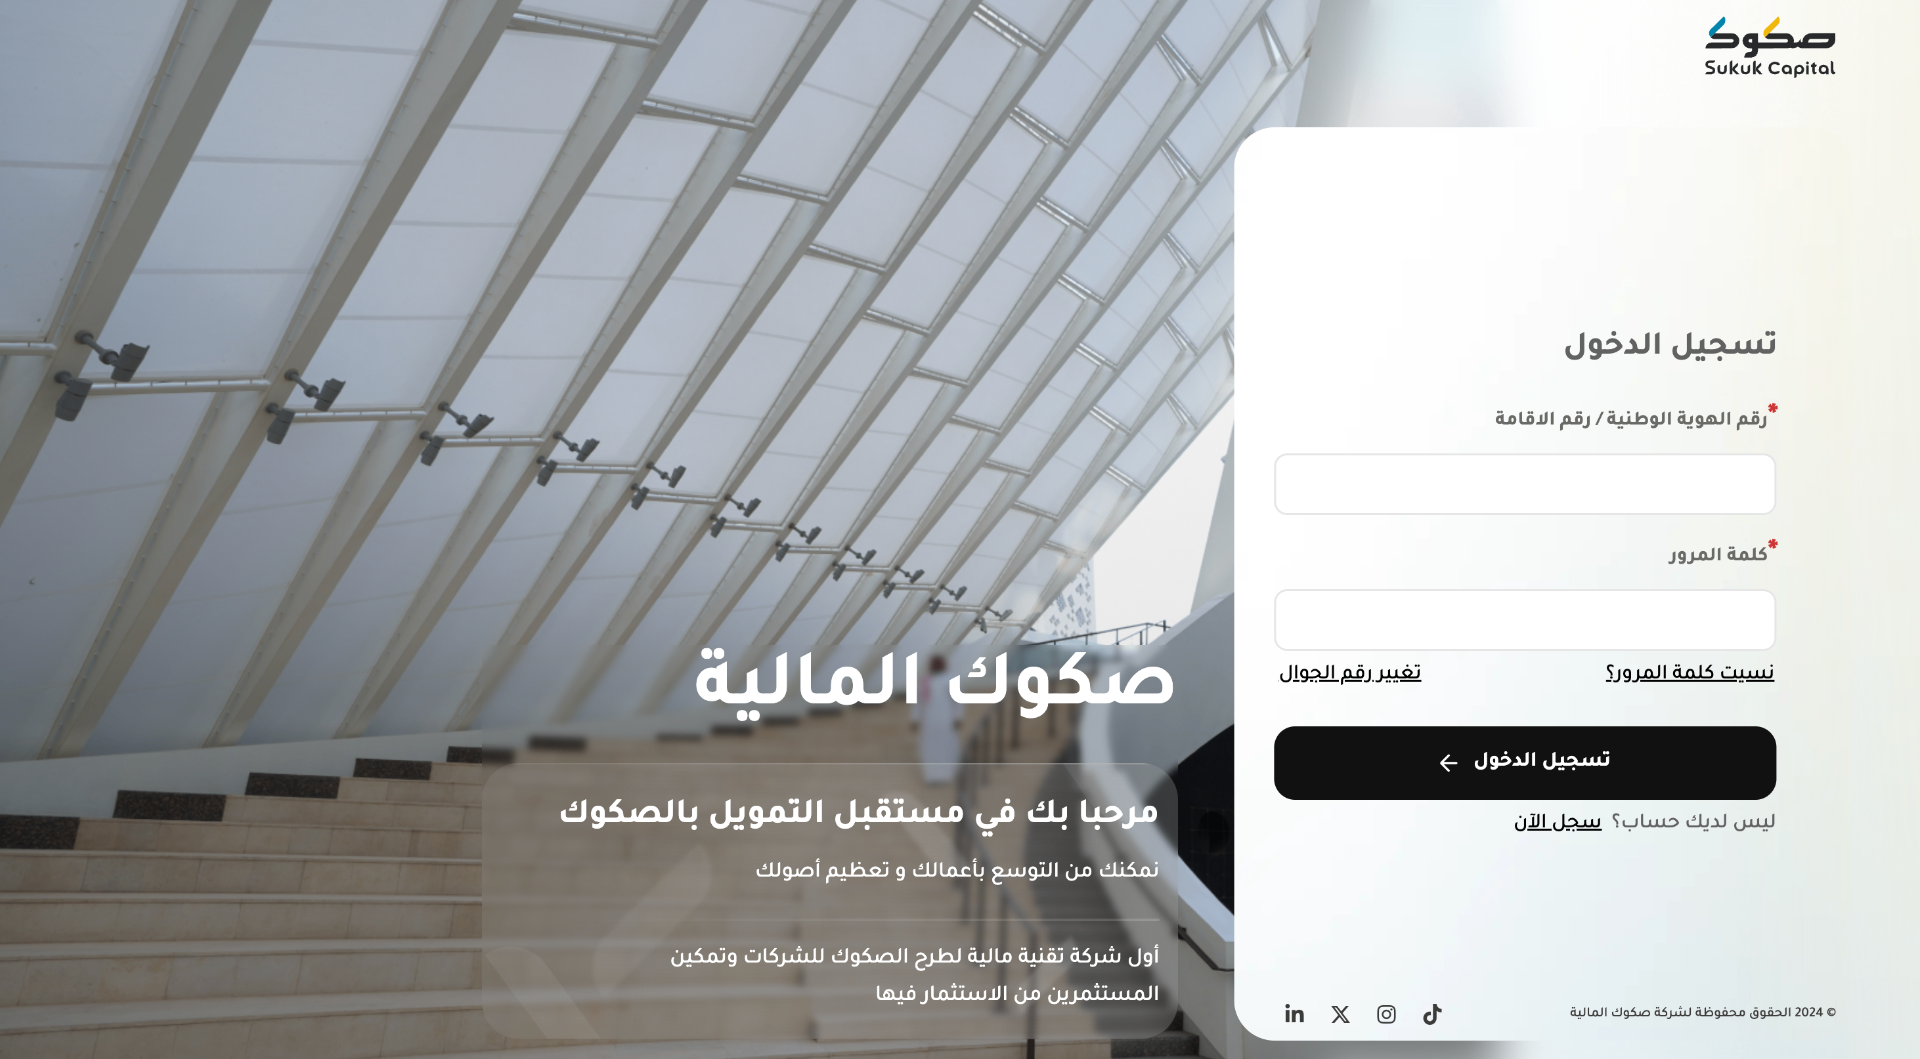 صكوك
Sukuk Capital
تسجيل الدخول
*رقم الهوية الوطنية / رقم الاقامة
*كلمة المرور
نسيت كلمة المرور؟
تغيير رقم الجوال
تسجيل الدخول
ليس لديك حساب؟ سجل الآن
© 2024 الحقوق محفوظة لشركة صكوك المالية
صكوك المالية
مرحبا بك في مستقبل التمويل بالصكوك
نمكنك من التوسع بأعمالك و تعظيم أصولك
أول شركة تقنية مالية لطرح الصكوك للشركات وتمكين
المستثمرين من الاستثمار فيها